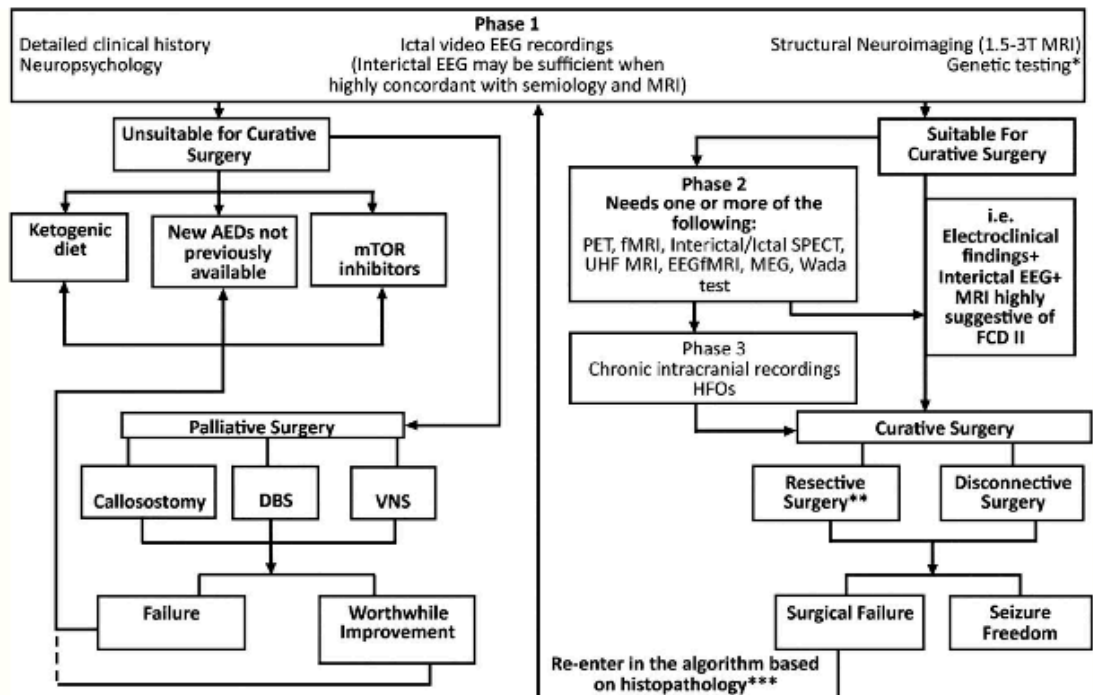 Phase 1
Detailed clinical history
Neuropsychology
Ictal video EEG recordings
(Interictal EEG may be sufficient when
highly concordant with semiology and MRI)
Structural Neuroimaging (1.5-3T MRI)
Genetic testing*
Unsuitable for Curative
Surgery
Ketogenic
diet
New AEDs not
previously
available
mTOR
inhibitors
Palliative Surgery
Callosostomy
DBS
VNS
Failure
Worthwhile
Improvement
Suitable For
Curative Surgery
Phase 2
Needs one or more of the
following:
PET, fMRI, Interictal/Ictal SPECT,
UHF MRI, EEGfMRI, MEG, Wada
test
i.e.
Electroclinical
findings+
Interictal EEG+
MRI highly
suggestive of
FCD II
Phase 3
Chronic intracranial recordings
HFOs
Curative Surgery
Resective
Surgery**
Disconnective
Surgery
Surgical Failure
Seizure
Freedom
Re-enter in the algorithm based
on histopathology***